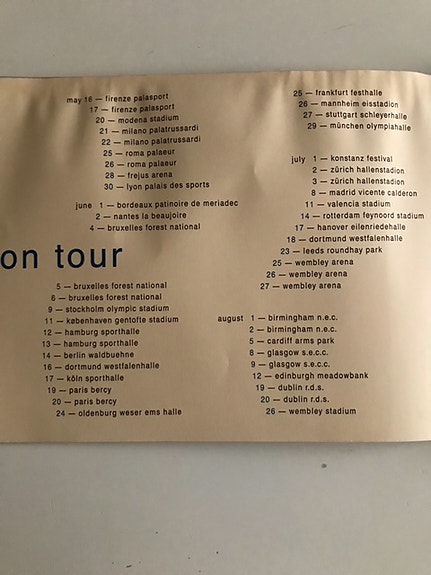 may 16 — firenze palasport
17 — firenze palasport
20 — modena stadium
21 — milano palatrussardi
22 — milano palatrussardi
25 — roma palaeur
26 — roma palaeur
28 — frejus arena
30 — lyon palais des sports
june 1 — bordeaux patinoire de meriadec
2 — nantes la beaujoire
4 — bruxelles forest national
on tour
5 — bruxelles forest national
6 — bruxelles forest national
9 — stockholm olympic stadium
11 — københaven gentofte stadium
12 — hamburg sporthalle
13 — hamburg sporthalle
14 — berlin waldbuehne
16 — dortmund westfalenhalle
17 — köln sporthalle
19 — paris bercy
20 — paris bercy
24 — oldenburg weser ems halle
25 — frankfurt festhalle
26 — mannheim eisstadion
27 — stuttgart schleyerhalle
29 — münchen olympiahalle
july 1 — konstanz festival
2 — zürich hallenstadion
3 — zürich hallenstadion
8 — madrid vicente calderon
11 — valencia stadium
14 — rotterdam feynoord stadium
17 — hanover eilenriedehalle
18 — dortmund westfalenhalle
23 — leeds roundhay park
25 — wembley arena
26 — wembley arena
27 — wembley arena
august 1 — birmingham n.e.c.
2 — birmingham n.e.c.
5 — cardiff arms park
8 — glasgow s.e.c.c.
9 — glasgow s.e.c.c.
12 — edinburgh meadowbank
19 — dublin r.d.s.
20 — dublin r.d.s.
26 — wembley stadium